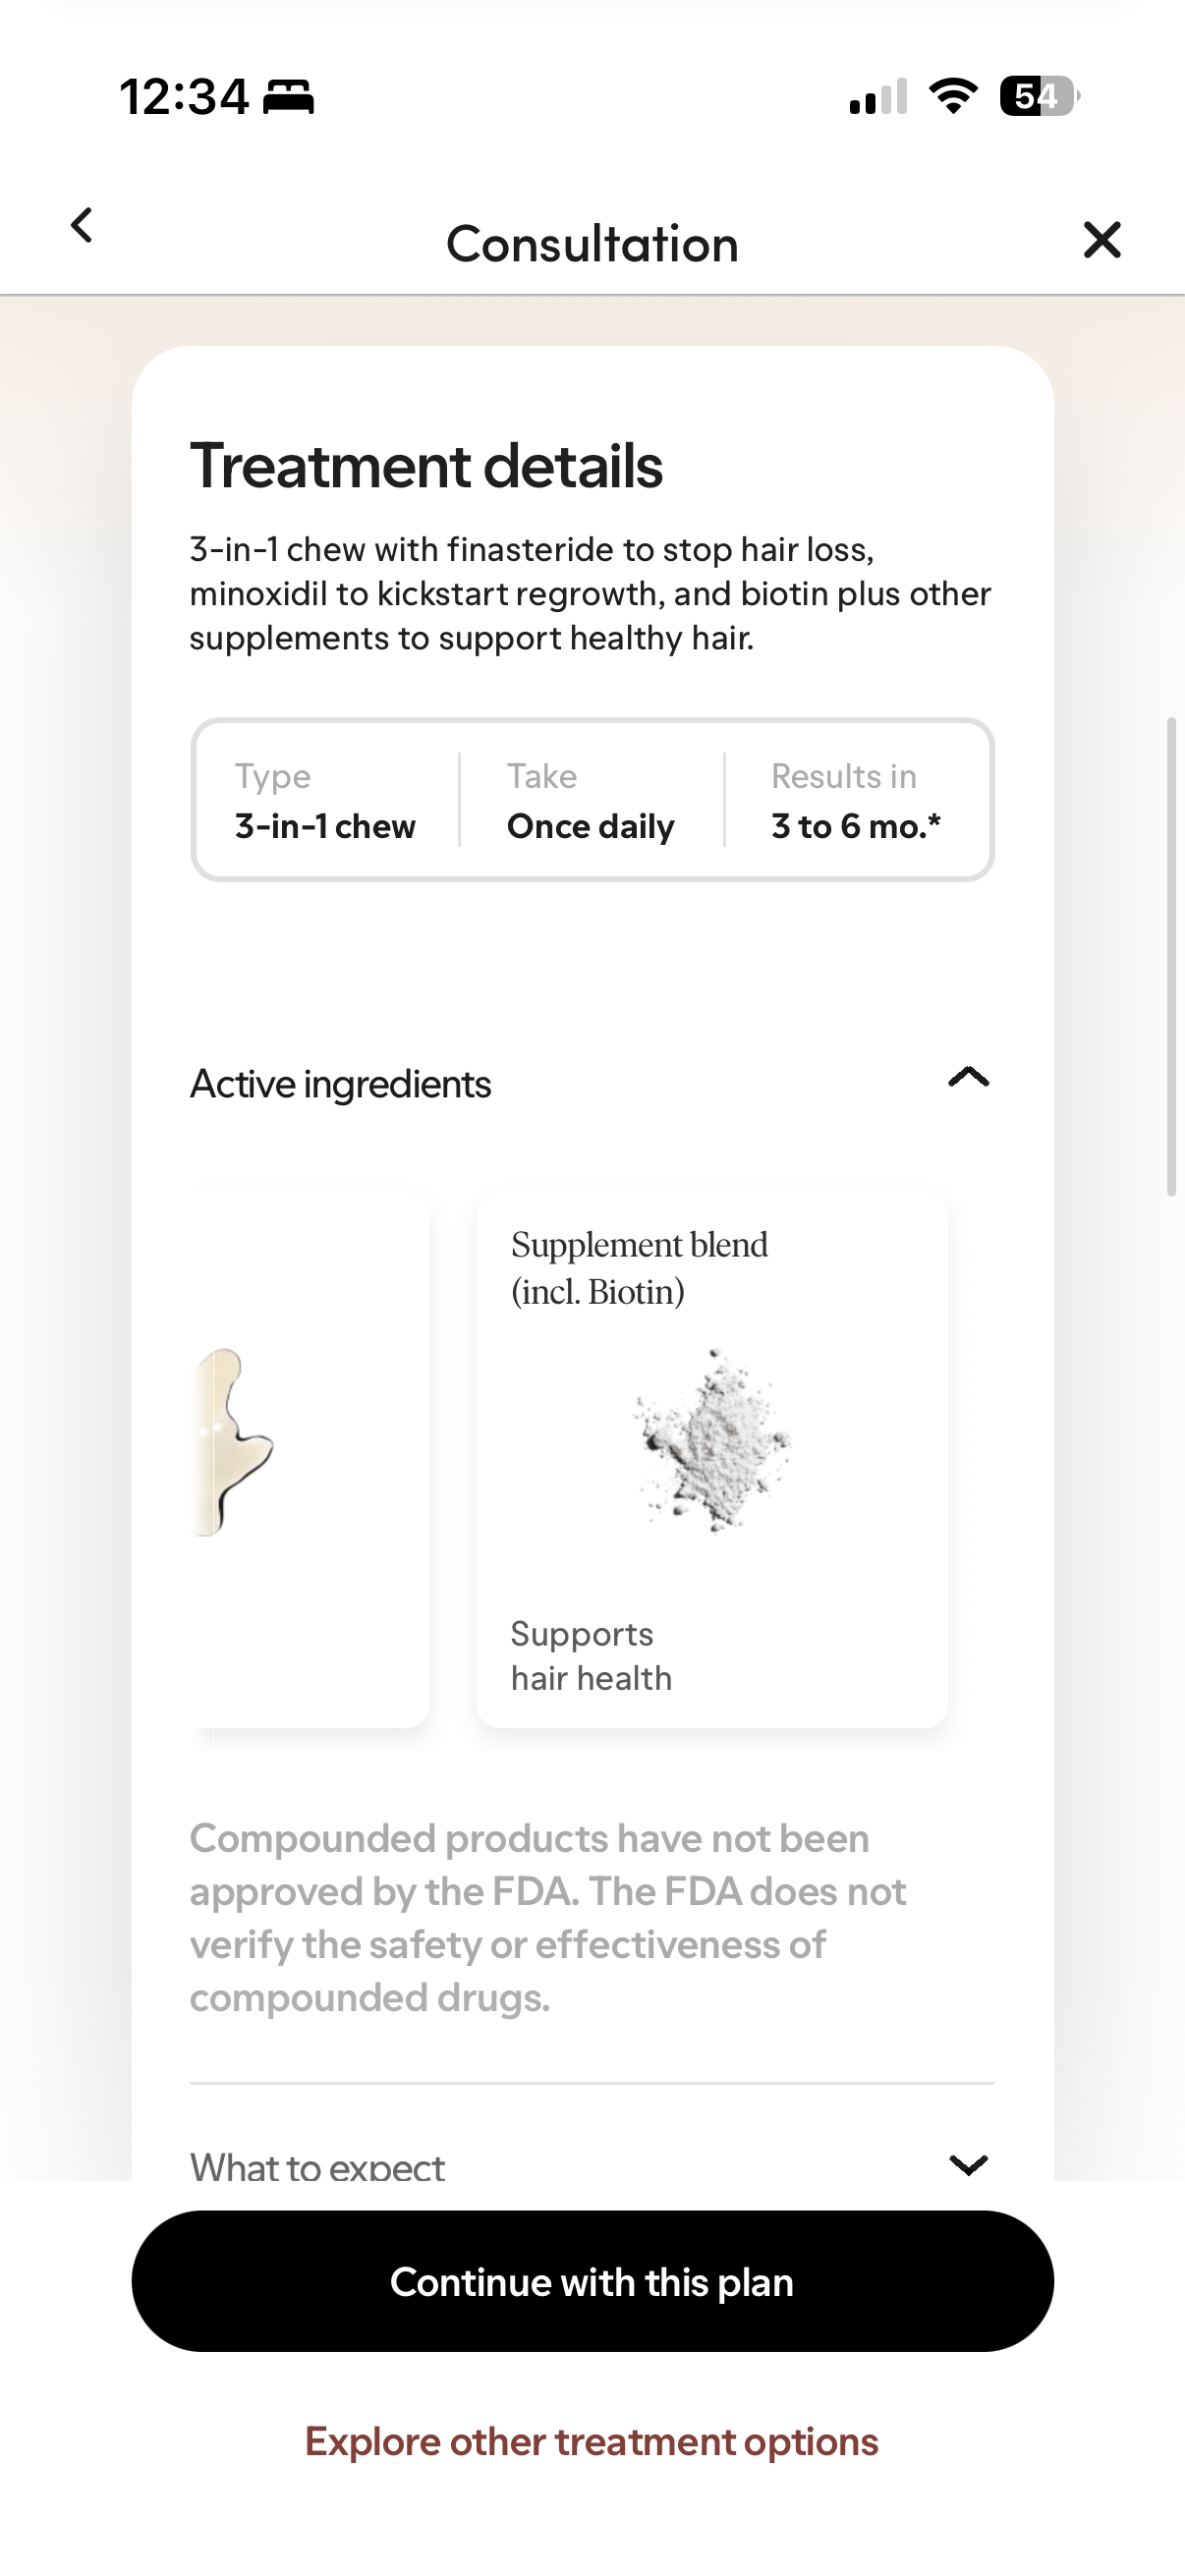 12:34
54
Consultation
Treatment details
3-in-1 chew with finasteride to stop hair loss,
minoxidil to kickstart regrowth, and biotin plus other
supplements to support healthy hair.
Type
3-in-1 chew
Take
Once daily
Results in
3 to 6 mo.*
Active ingredients
Supplement blend
(incl. Biotin)
Supports
hair health
Compounded products have not been
approved by the FDA. The FDA does not
verify the safety or effectiveness of
compounded drugs.
What to expect
Continue with this plan
Explore other treatment options